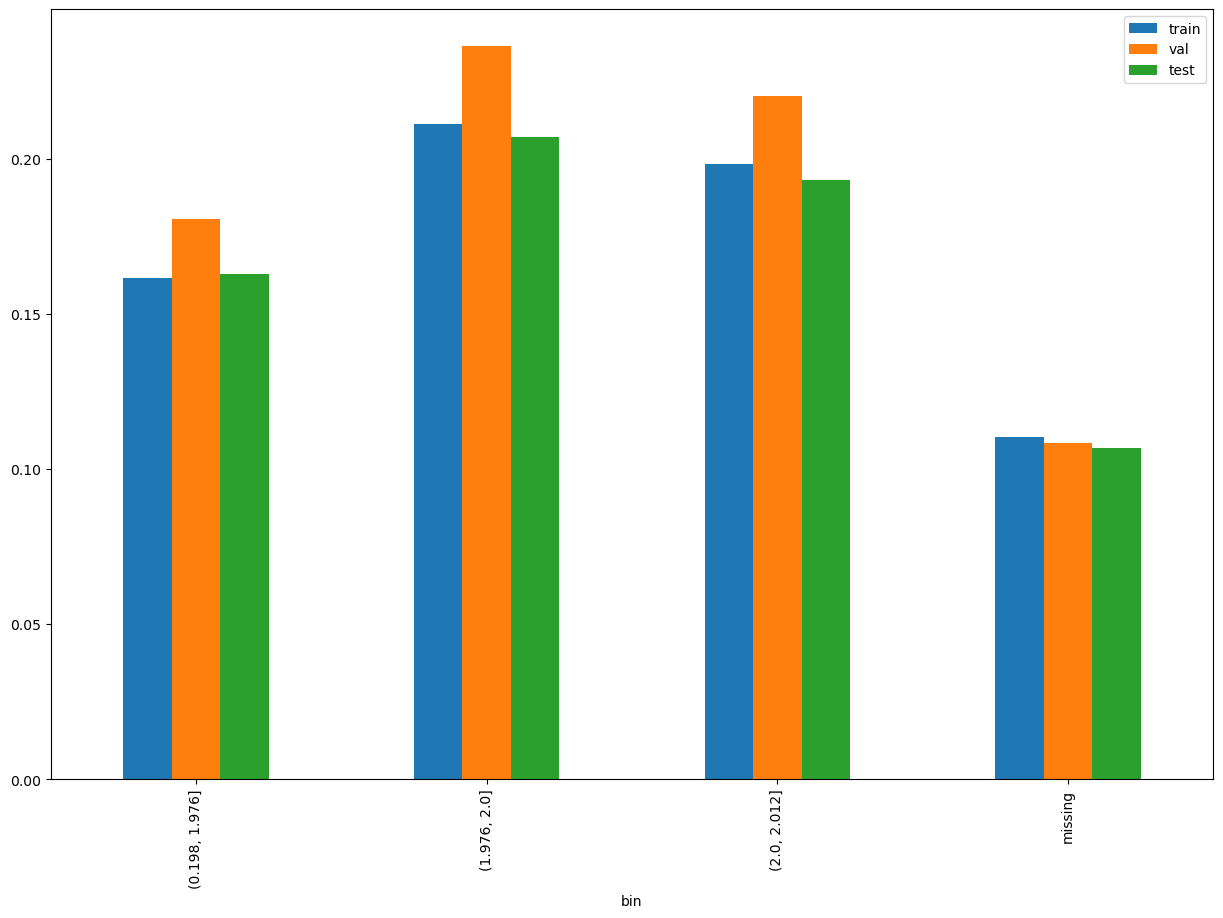 train
val
test
0.20
0.15
0.10
0.05
0.00
(0.198, 1.976]
(1.976, 2.0]
(2.0, 2.012]
missing
bin